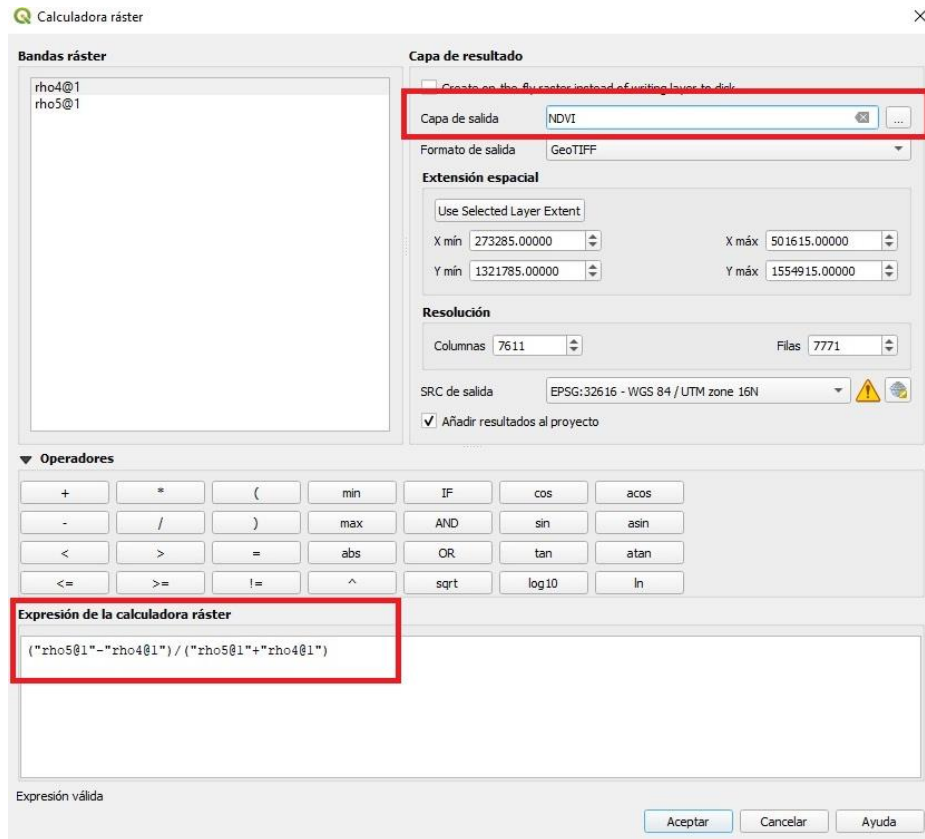 Calculadora ráster
Bandas ráster
rho4@1
rho5@1
Capa de resultado
Create on-the-fly raster instead of writing layer to disk
Capa de salida NDVI ...
Formato de salida GeoTIFF
Extensión espacial
Use Selected Layer Extent
X mín 273285.00000 X máx 501615.00000
Y mín 1321785.00000 Y máx 1554915.00000
Resolución
Columnas 7611 Filas 7771
SRC de salida EPSG:32616 - WGS 84 / UTM zone 16N
Añadir resultados al proyecto
Operadores
+ * ( min IF cos acos
- / ) max AND sin asin
< > = abs OR tan atan
<= >= != ^ sqrt log10 ln
Expresión de la calculadora ráster
("rho5@1"-"rho4@1")/("rho5@1"+"rho4@1")
Expresión válida
Aceptar Cancelar Ayuda